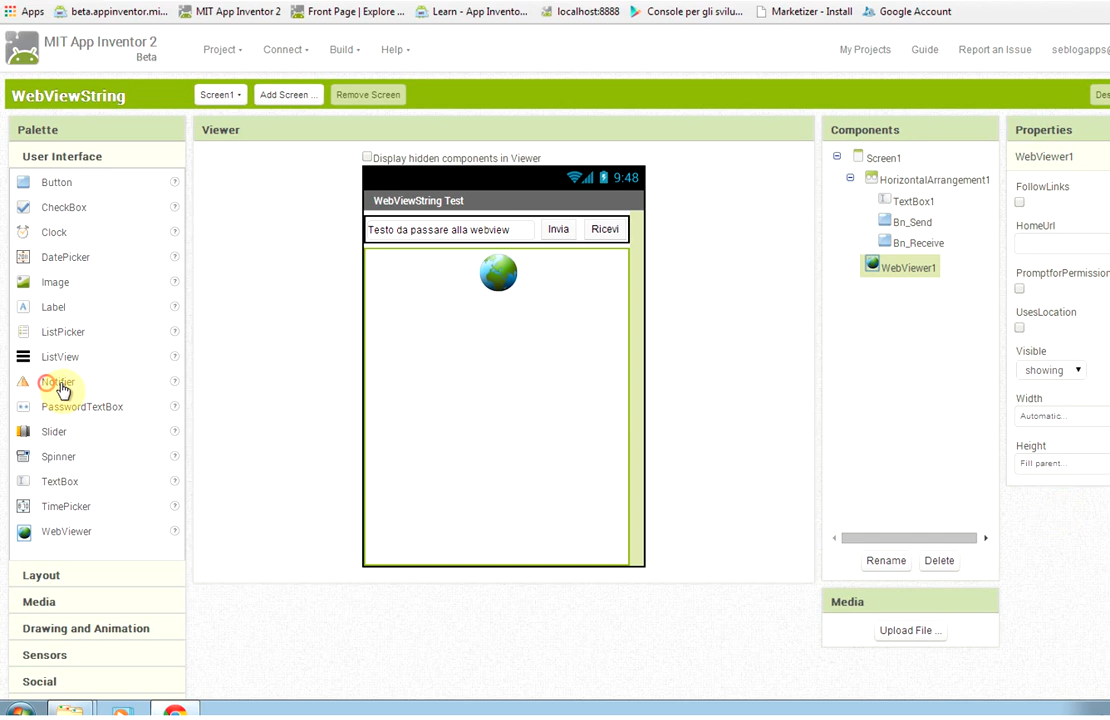 Apps beta.appinventor.mi... MIT App Inventor 2 Front Page | Explore ... Learn - App Invento... localhost:8888 Console per gli svilu... Marketizer - Install Google Account
MIT App Inventor 2
Beta
Project Connect Build Help My Projects Guide Report an Issue seblogapps@
WebViewString Screen1 Add Screen ... Remove Screen Des
Palette Viewer Components Properties
User Interface
Button
CheckBox
Clock
DatePicker
Image
Label
ListPicker
ListView
Notifier
PasswordTextBox
Slider
Spinner
TextBox
TimePicker
WebViewer
Layout
Media
Drawing and Animation
Sensors
Social
Display hidden components in Viewer
9:48
WebViewString Test
Testo da passare alla webview Invia Ricevi
Screen1
HorizontalArrangement1
TextBox1
Bn_Send
Bn_Receive
WebViewer1
Rename Delete
Media
Upload File ...
WebViewer1
FollowLinks
HomeUrl
PromptforPermission
UsesLocation
Visible
showing
Width
Automatic...
Height
Fill parent...